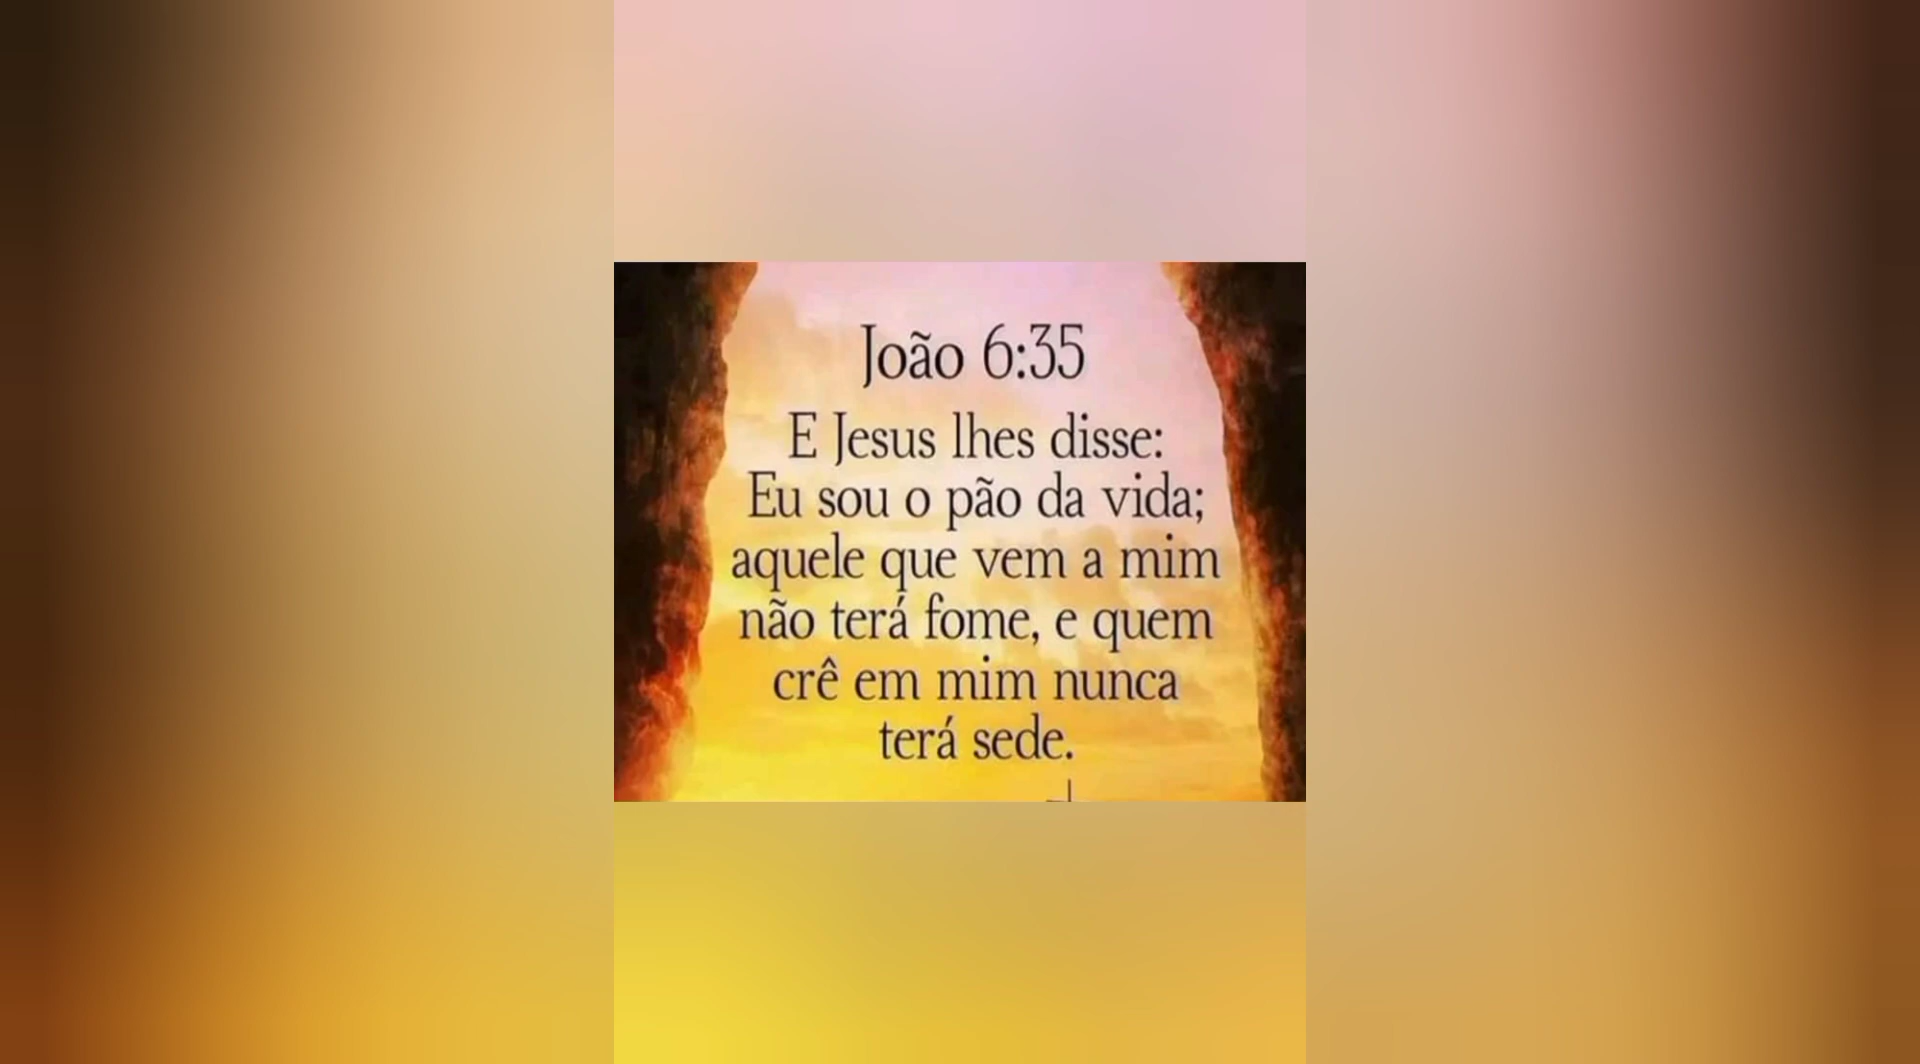 João 6:35
E Jesus lhes disse:
Eu sou o pão da vida;
aquele que vem a mim
não terá fome, e quem
crê em mim nunca
terá sede.